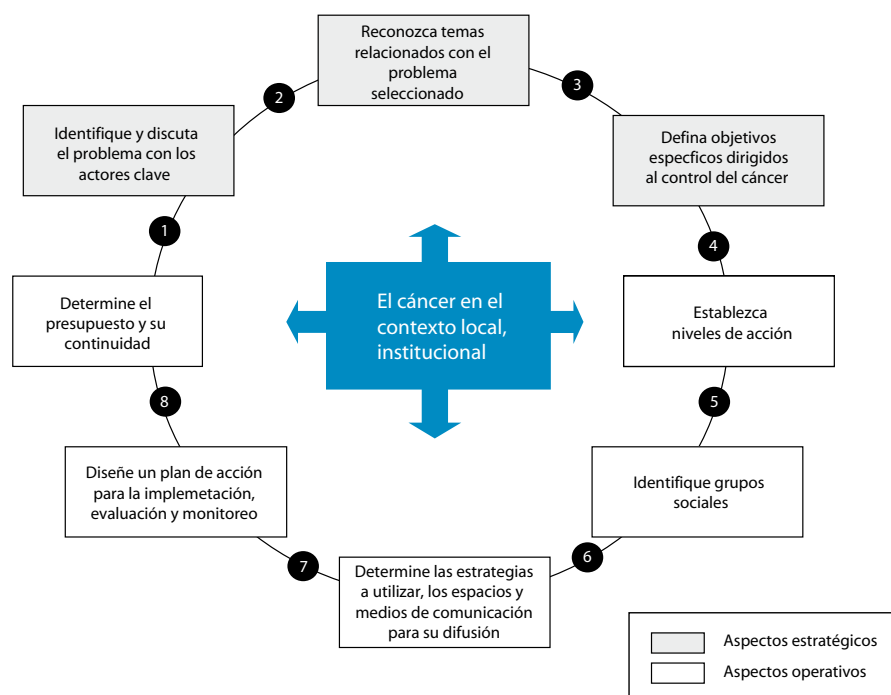 Reconozca temas
relacionados con el
problema
seleccionado
2
3
Identifique y discuta
el problema con los
actores clave
Defina objetivos
especficos dirigidos
al control del cáncer
1
4
El cáncer en el
contexto local,
institucional
Determine el
presupuesto y su
continuidad
Establezca
niveles de acción
8
5
Diseñe un plan de acción
para la implemetación,
evaluación y monitoreo
Identifique grupos
sociales
7
6
Determine las estrategias
a utilizar, los espacios y
medios de comunicación
para su difusión
Aspectos estratégicos
Aspectos operativos